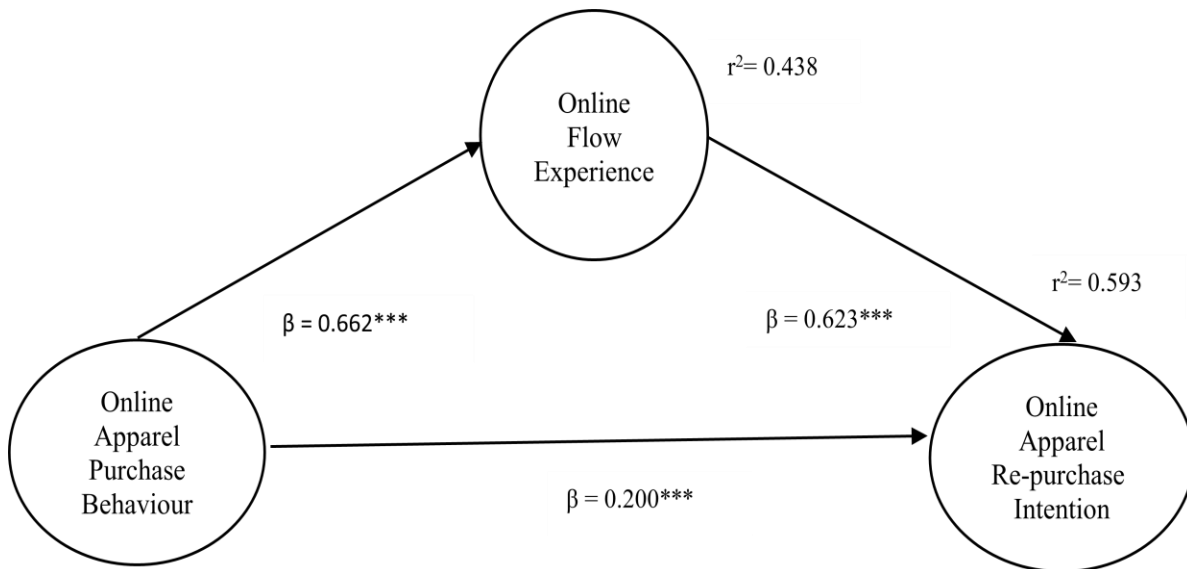 Online
Flow
Experience
r²= 0.438
r²= 0.593
β = 0.662***
β = 0.623***
Online
Apparel
Purchase
Behaviour
Online
Apparel
Re-purchase
Intention
β = 0.200***